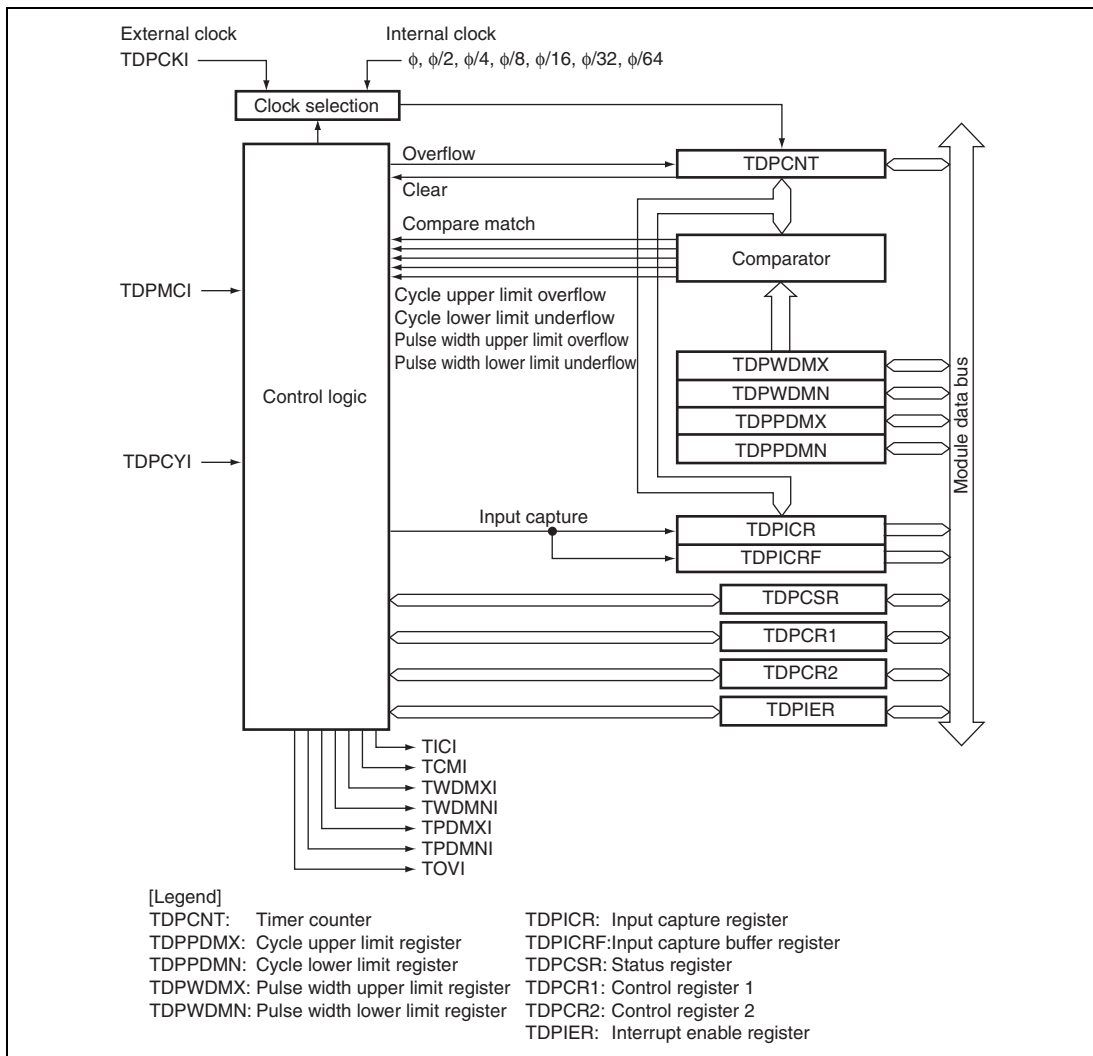 External clock
TDPCKI
Internal clock
ϕ, ϕ/2, ϕ/4, ϕ/8, ϕ/16, ϕ/32, ϕ/64
Clock selection
Overflow
Clear
TDPCNT
Compare match
Comparator
TDPMCI
Cycle upper limit overflow
Cycle lower limit underflow
Pulse width upper limit overflow
Pulse width lower limit underflow
TDPWDMX
TDPWDMN
TDPPDMX
TDPPDMN
Control logic
Module data bus
TDPCYI
Input capture
TDPICR
TDPICRF
TDPCSR
TDPCR1
TDPCR2
TDPIER
TICI
TCMI
TWDMXI
TWDMNI
TPDMXI
TPDMNI
TOVI
[Legend]
TDPCNT: Timer counter
TDPPDMX: Cycle upper limit register
TDPPDMN: Cycle lower limit register
TDPWDMX: Pulse width upper limit register
TDPWDMN: Pulse width lower limit register
TDPICR: Input capture register
TDPICRF:Input capture buffer register
TDPCSR: Status register
TDPCR1: Control register 1
TDPCR2: Control register 2
TDPIER: Interrupt enable register